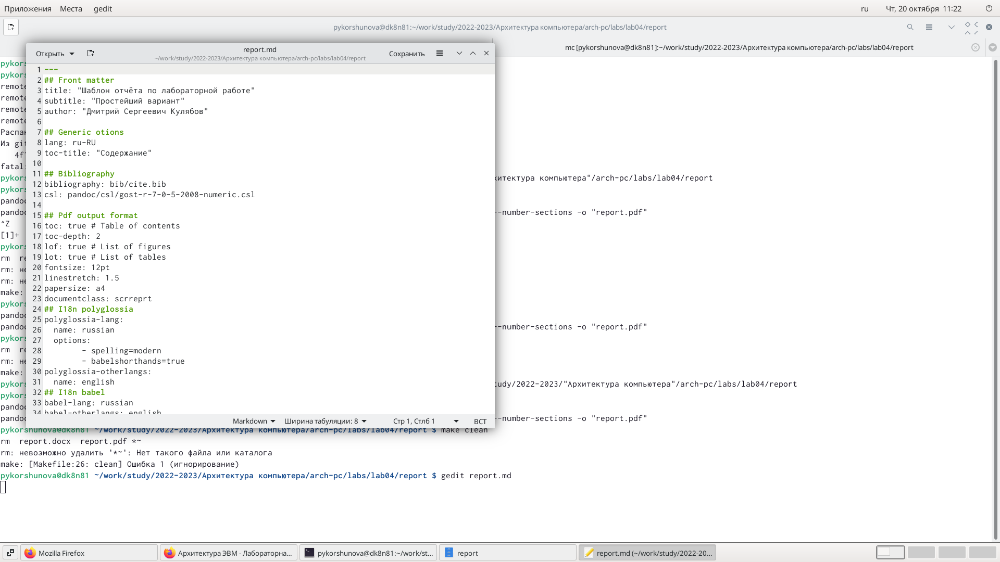 Приложения Места gedit ru Чт, 20 октября 11:22
pykorshunova@dk8n81:~/work/study/2022-2023/Архитектура компьютера/arch-pc/labs/lab04/report
mc [pykorshunova@dk8n81]:~/work/study/2022-2023/Архитектура компьютера/arch-pc/labs/lab04/report
Открыть report.md Сохранить
~/work/study/2022-2023/Архитектура компьютера/arch-pc/labs/lab04/report
1 ---
2 ## Front matter
3 title: "Шаблон отчёта по лабораторной работе"
4 subtitle: "Простейший вариант"
5 author: "Дмитрий Сергеевич Кулябов"
6
7 ## Generic otions
8 lang: ru-RU
9 toc-title: "Содержание"
10
11 ## Bibliography
12 bibliography: bib/cite.bib
13 csl: pandoc/csl/gost-r-7-0-5-2008-numeric.csl
14
15 ## Pdf output format
16 toc: true # Table of contents
17 toc-depth: 2
18 lof: true # List of figures
19 lot: true # List of tables
20 fontsize: 12pt
21 linestretch: 1.5
22 papersize: a4
23 documentclass: scrreprt
24 ## I18n polyglossia
25 polyglossia-lang:
26   name: russian
27   options:
28         - spelling=modern
29         - babelshorthands=true
30 polyglossia-otherlangs:
31   name: english
32 ## I18n babel
33 babel-lang: russian
34 babel-otherlangs: english
Markdown Ширина табуляции: 8 Стр 1, Стлб 1 ВСТ
pykors
pykors
remote
remote
remote
remote
Распак
Из git
4f
fatal:
pykors хитектура компьютера"/arch-pc/labs/lab04/report
pykors
pandoc
pandoc --number-sections -o "report.pdf"
^Z
[1]+
pykors
rm re
rm: не
rm: не
make:
pykors
pandoc
pandoc --number-sections -o "report.pdf"
pykors
rm re
rm: не
make:
pykors tudy/2022-2023/"Архитектура компьютера"/arch-pc/labs/lab04/report
pykors
pandoc
pandoc --number-sections -o "report.pdf"
pykorshunova@dk8n81 ~/work/study/2022-2023/Архитектура компьютера/arch-pc/labs/lab04/report $ make clean
rm  report.docx  report.pdf *~
rm: невозможно удалить '*~': Нет такого файла или каталога
make: [Makefile:26: clean] Ошибка 1 (игнорирование)
pykorshunova@dk8n81 ~/work/study/2022-2023/Архитектура компьютера/arch-pc/labs/lab04/report $ gedit report.md
Mozilla Firefox Архитектура ЭВМ - Лабораторна... pykorshunova@dk8n81:~/work/st... report report.md (~/work/study/2022-20...